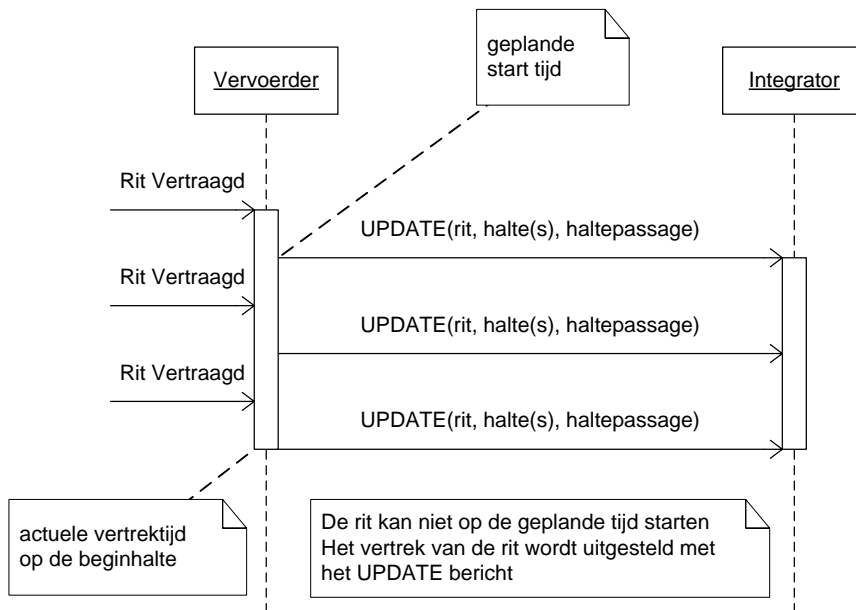 geplande
start tijd
Vervoerder
Integrator
Rit Vertraagd
UPDATE(rit, halte(s), haltepassage)
Rit Vertraagd
UPDATE(rit, halte(s), haltepassage)
Rit Vertraagd
UPDATE(rit, halte(s), haltepassage)
actuele vertrektijd
op de beginhalte
De rit kan niet op de geplande tijd starten
Het vertrek van de rit wordt uitgesteld met
het UPDATE bericht